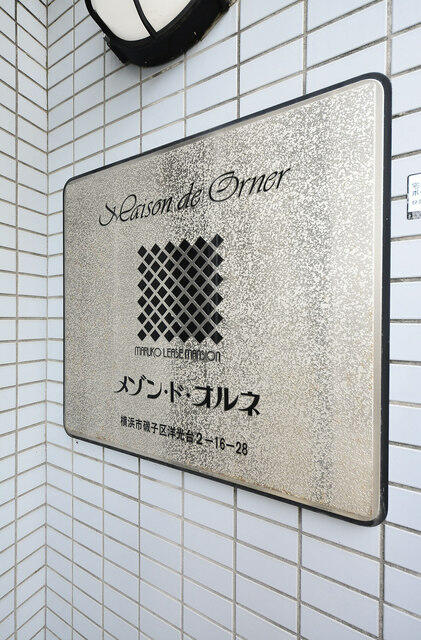 Maison de Orner
MARUKO LEASE MANSION
メゾン・ド・オルネ
横浜市磯子区洋光台2-16-28